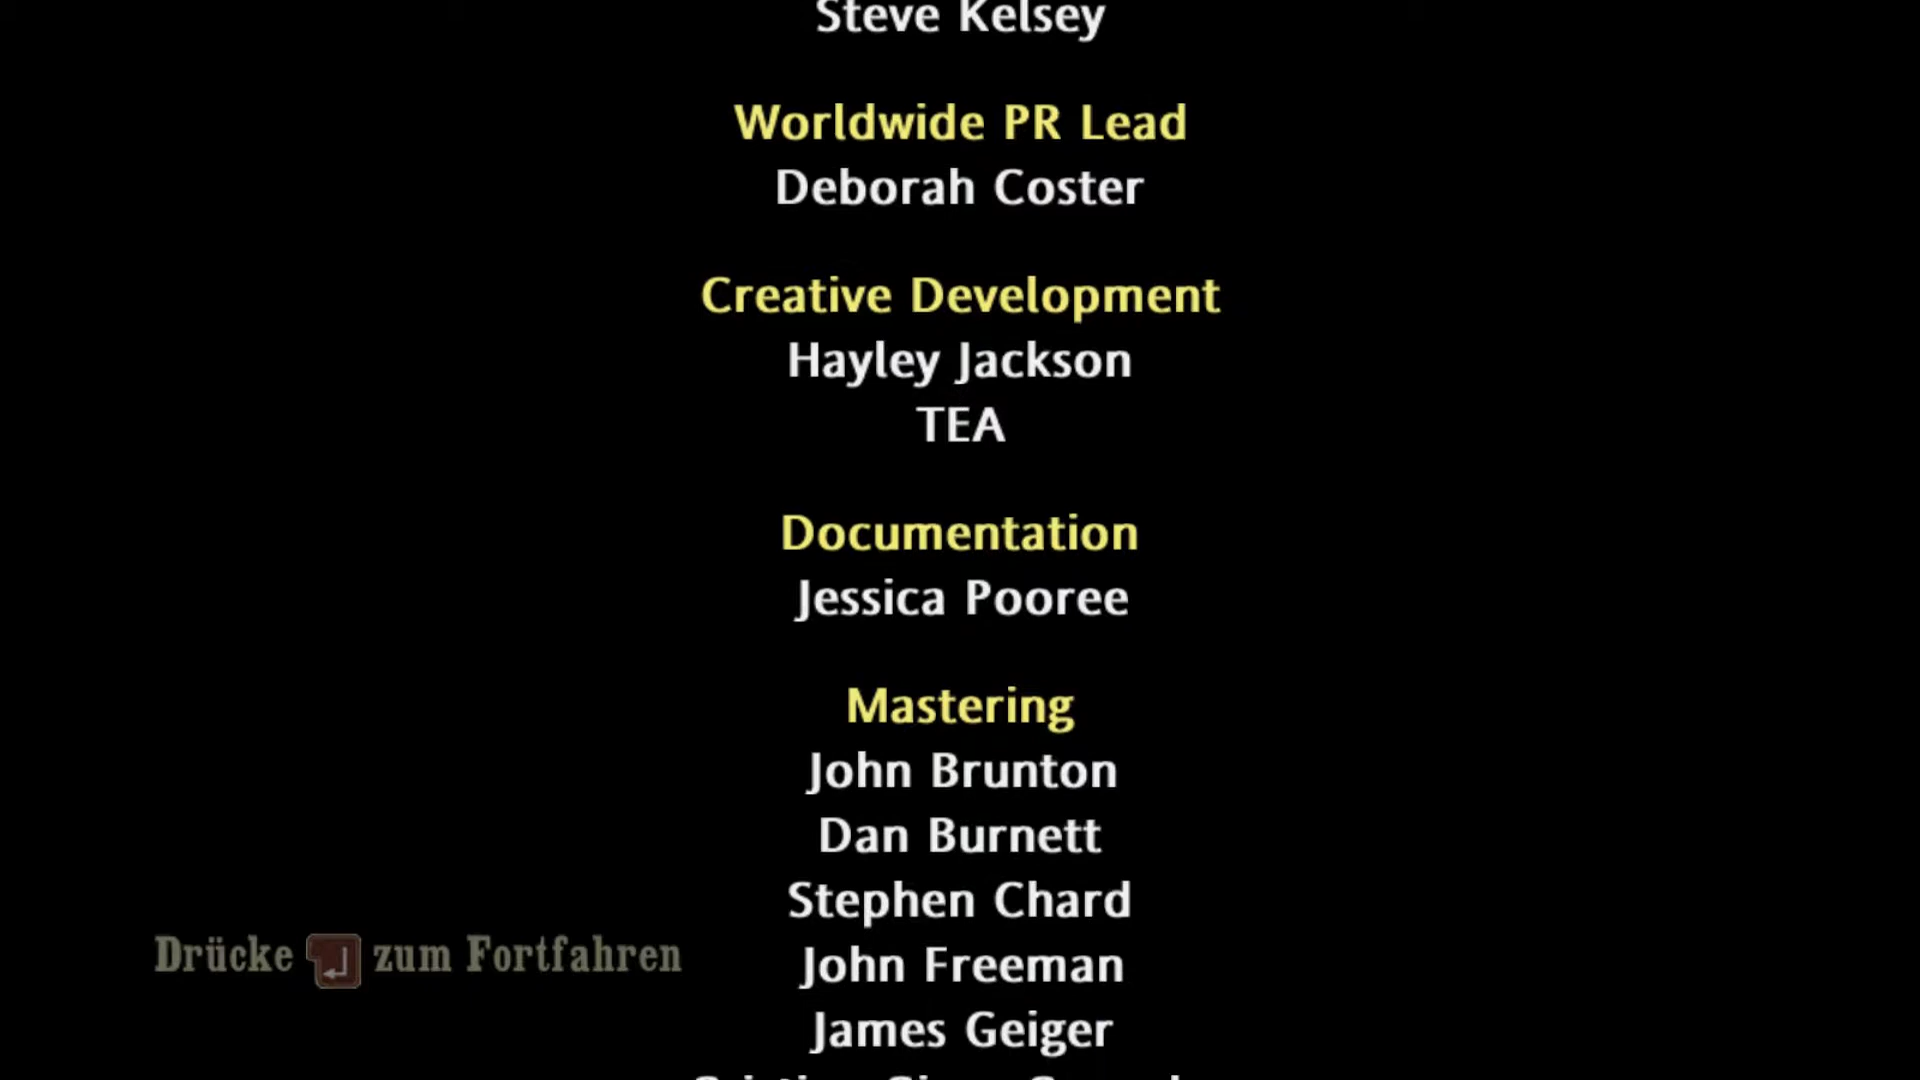 Steve Kelsey
Worldwide PR Lead
Deborah Coster
Creative Development
Hayley Jackson
TEA
Documentation
Jessica Pooree
Mastering
John Brunton
Dan Burnett
Stephen Chard
Drücke zum Fortfahren
John Freeman
James Geiger